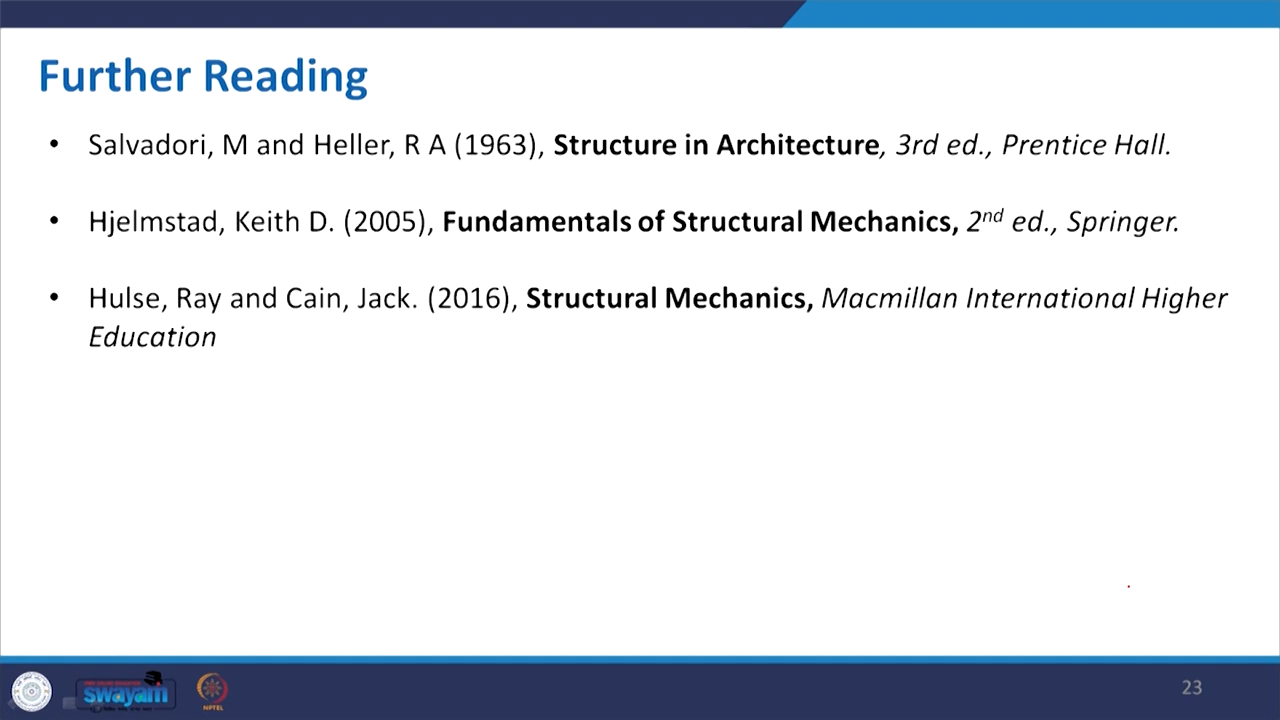 Further Reading
• Salvadori, M and Heller, R A (1963), Structure in Architecture, 3rd ed., Prentice Hall.
• Hjelmstad, Keith D. (2005), Fundamentals of Structural Mechanics, 2nd ed., Springer.
• Hulse, Ray and Cain, Jack. (2016), Structural Mechanics, Macmillan International Higher
Education
swayam
NPTEL
23